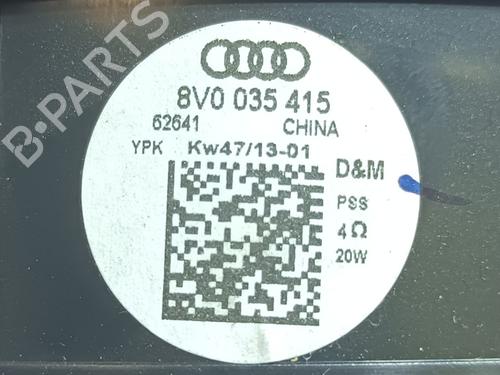 B-PARTS
8V0 035 415
62641 CHINA
YPK Kw47/13-01
D&M
PSS
4Ω
20W